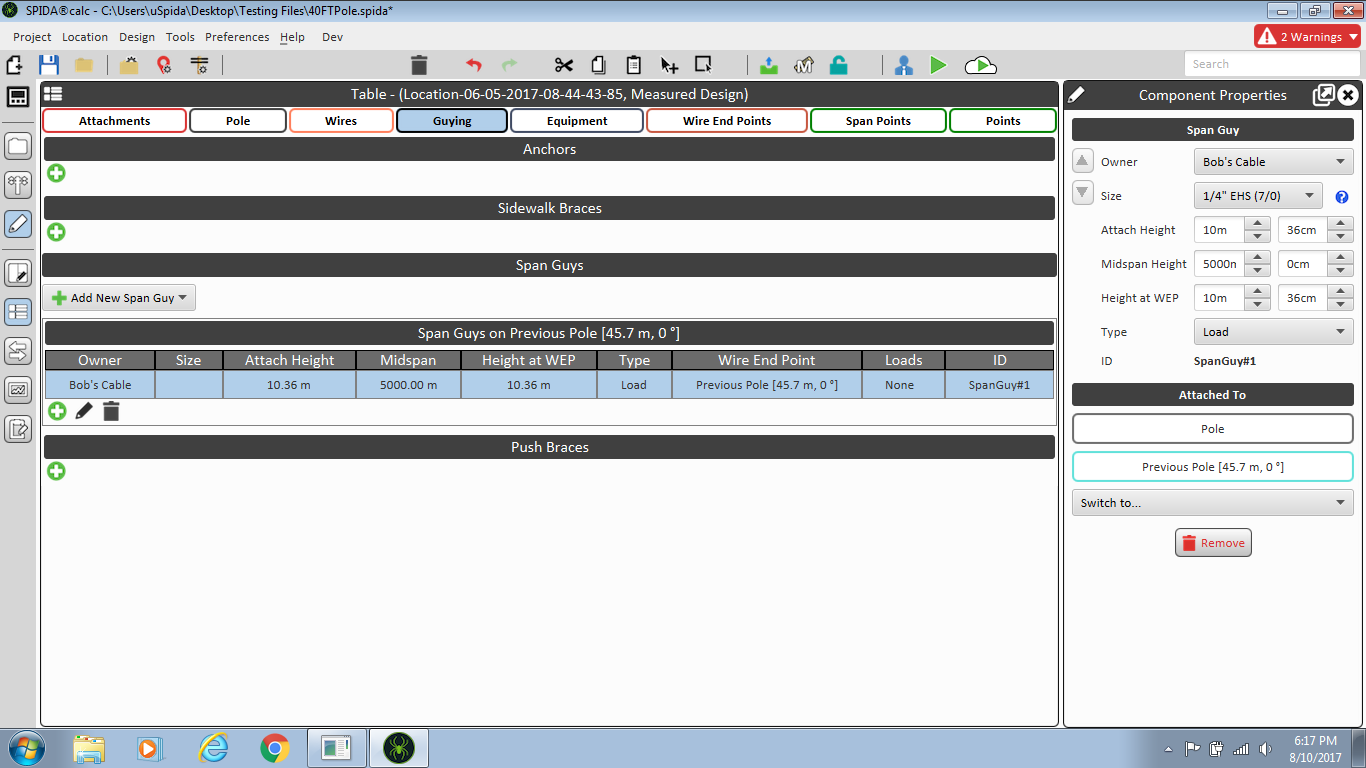 SPIDA®calc - C:\Users\uSpida\Desktop\Testing Files\40FTPole.spida*
Project Location Design Tools Preferences Help Dev
2 Warnings
Search
Table - (Location-06-05-2017-08-44-43-85, Measured Design)
Attachments Pole Wires Guying Equipment Wire End Points Span Points Points
Anchors
Sidewalk Braces
Span Guys
Add New Span Guy
Span Guys on Previous Pole [45.7 m, 0 °]
Owner Size Attach Height Midspan Height at WEP Type Wire End Point Loads ID
Bob's Cable 10.36 m 5000.00 m 10.36 m Load Previous Pole [45.7 m, 0 °] None SpanGuy#1
Push Braces
Component Properties
Span Guy
Owner Bob's Cable
Size 1/4" EHS (7/0) ?
Attach Height 10m 36cm
Midspan Height 5000n 0cm
Height at WEP 10m 36cm
Type Load
ID SpanGuy#1
Attached To
Pole
Previous Pole [45.7 m, 0 °]
Switch to...
Remove
6:17 PM
8/10/2017